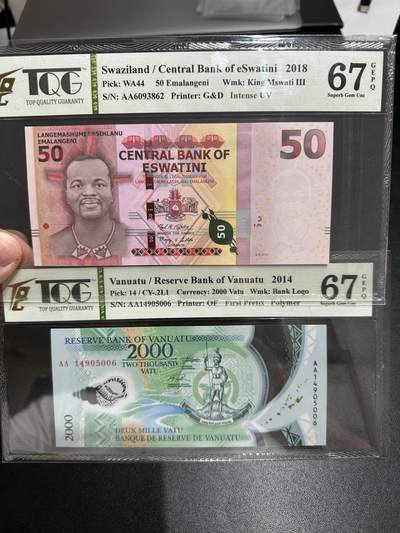 TQG
TOP QUALITY GUARANTY
Swaziland / Central Bank of eSwatini 2018
Pick: WA44 50 Emalangeni Wmk: King Mswati III
S/N: AA6093862 Printer: G&D Intense UV
67
GEPQ
Superb Gem Unc
LANGEMASHUMETSASIHLANU
EMALANGENI
50
CENTRAL BANK OF
ESWATINI
50
50
TQG
TOP QUALITY GUARANTY
Vanuatu / Reserve Bank of Vanuatu 2014
Pick: 14 / CY-2L1 Currency: 2000 Vatu Wmk: Bank Logo
S/N: AA14905006 Printer: OF First Prefix Polymer
67
GEPQ
Superb Gem Unc
RESERVE BANK OF VANUATU
2000
AA 14905006
TWO THOUSAND
VATU
AA14905006
2000
DEUX MILLE VATU
BANQUE DE RESERVE DE VANUATU